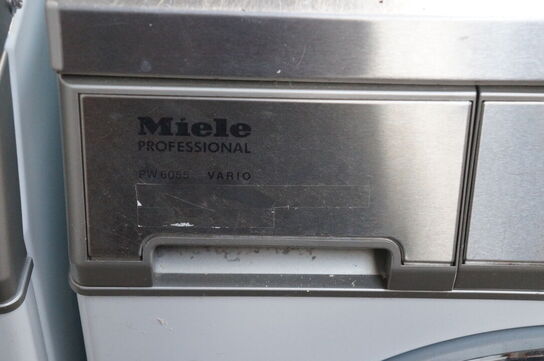 Miele
PROFESSIONAL
PW 6055 VARIO